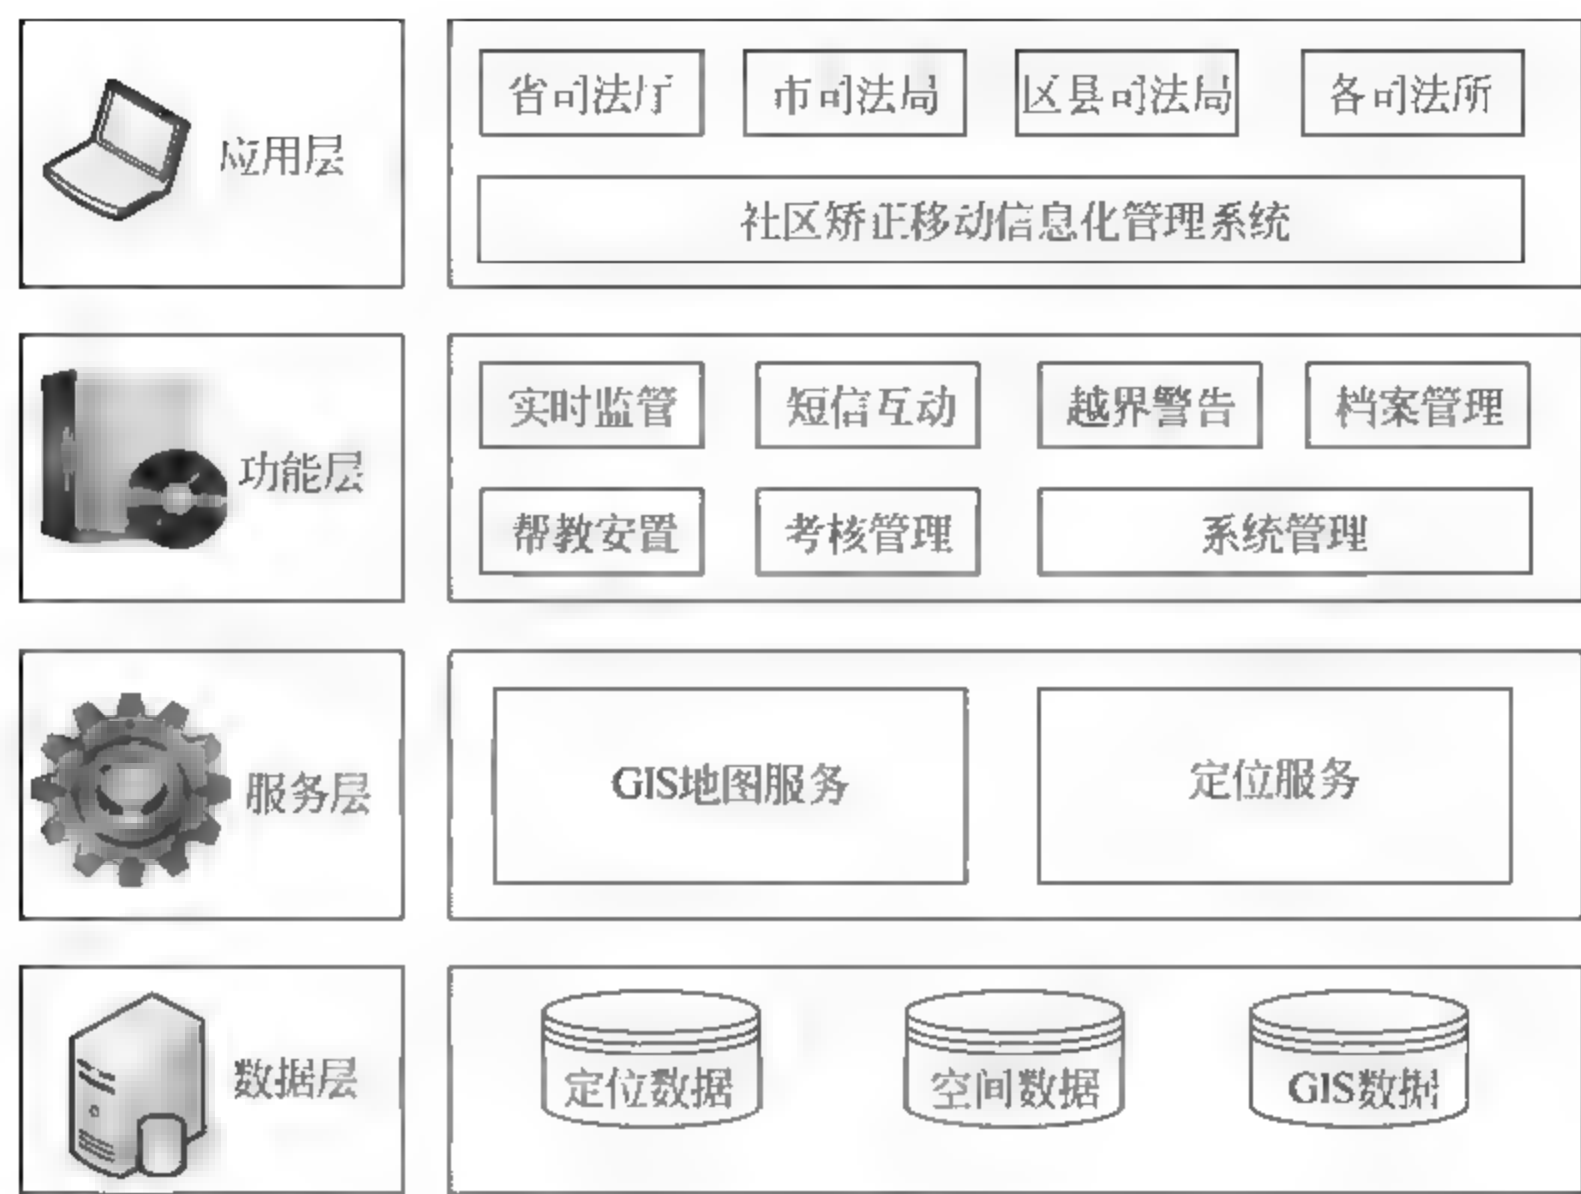 应用层
省司法厅 市司法局 区县司法局 各司法所
社区矫正移动信息化管理系统
功能层
实时监管 短信互动 越界警告 档案管理
帮教安置 考核管理 系统管理
服务层
GIS地图服务 定位服务
数据层
定位数据 空间数据 GIS数据